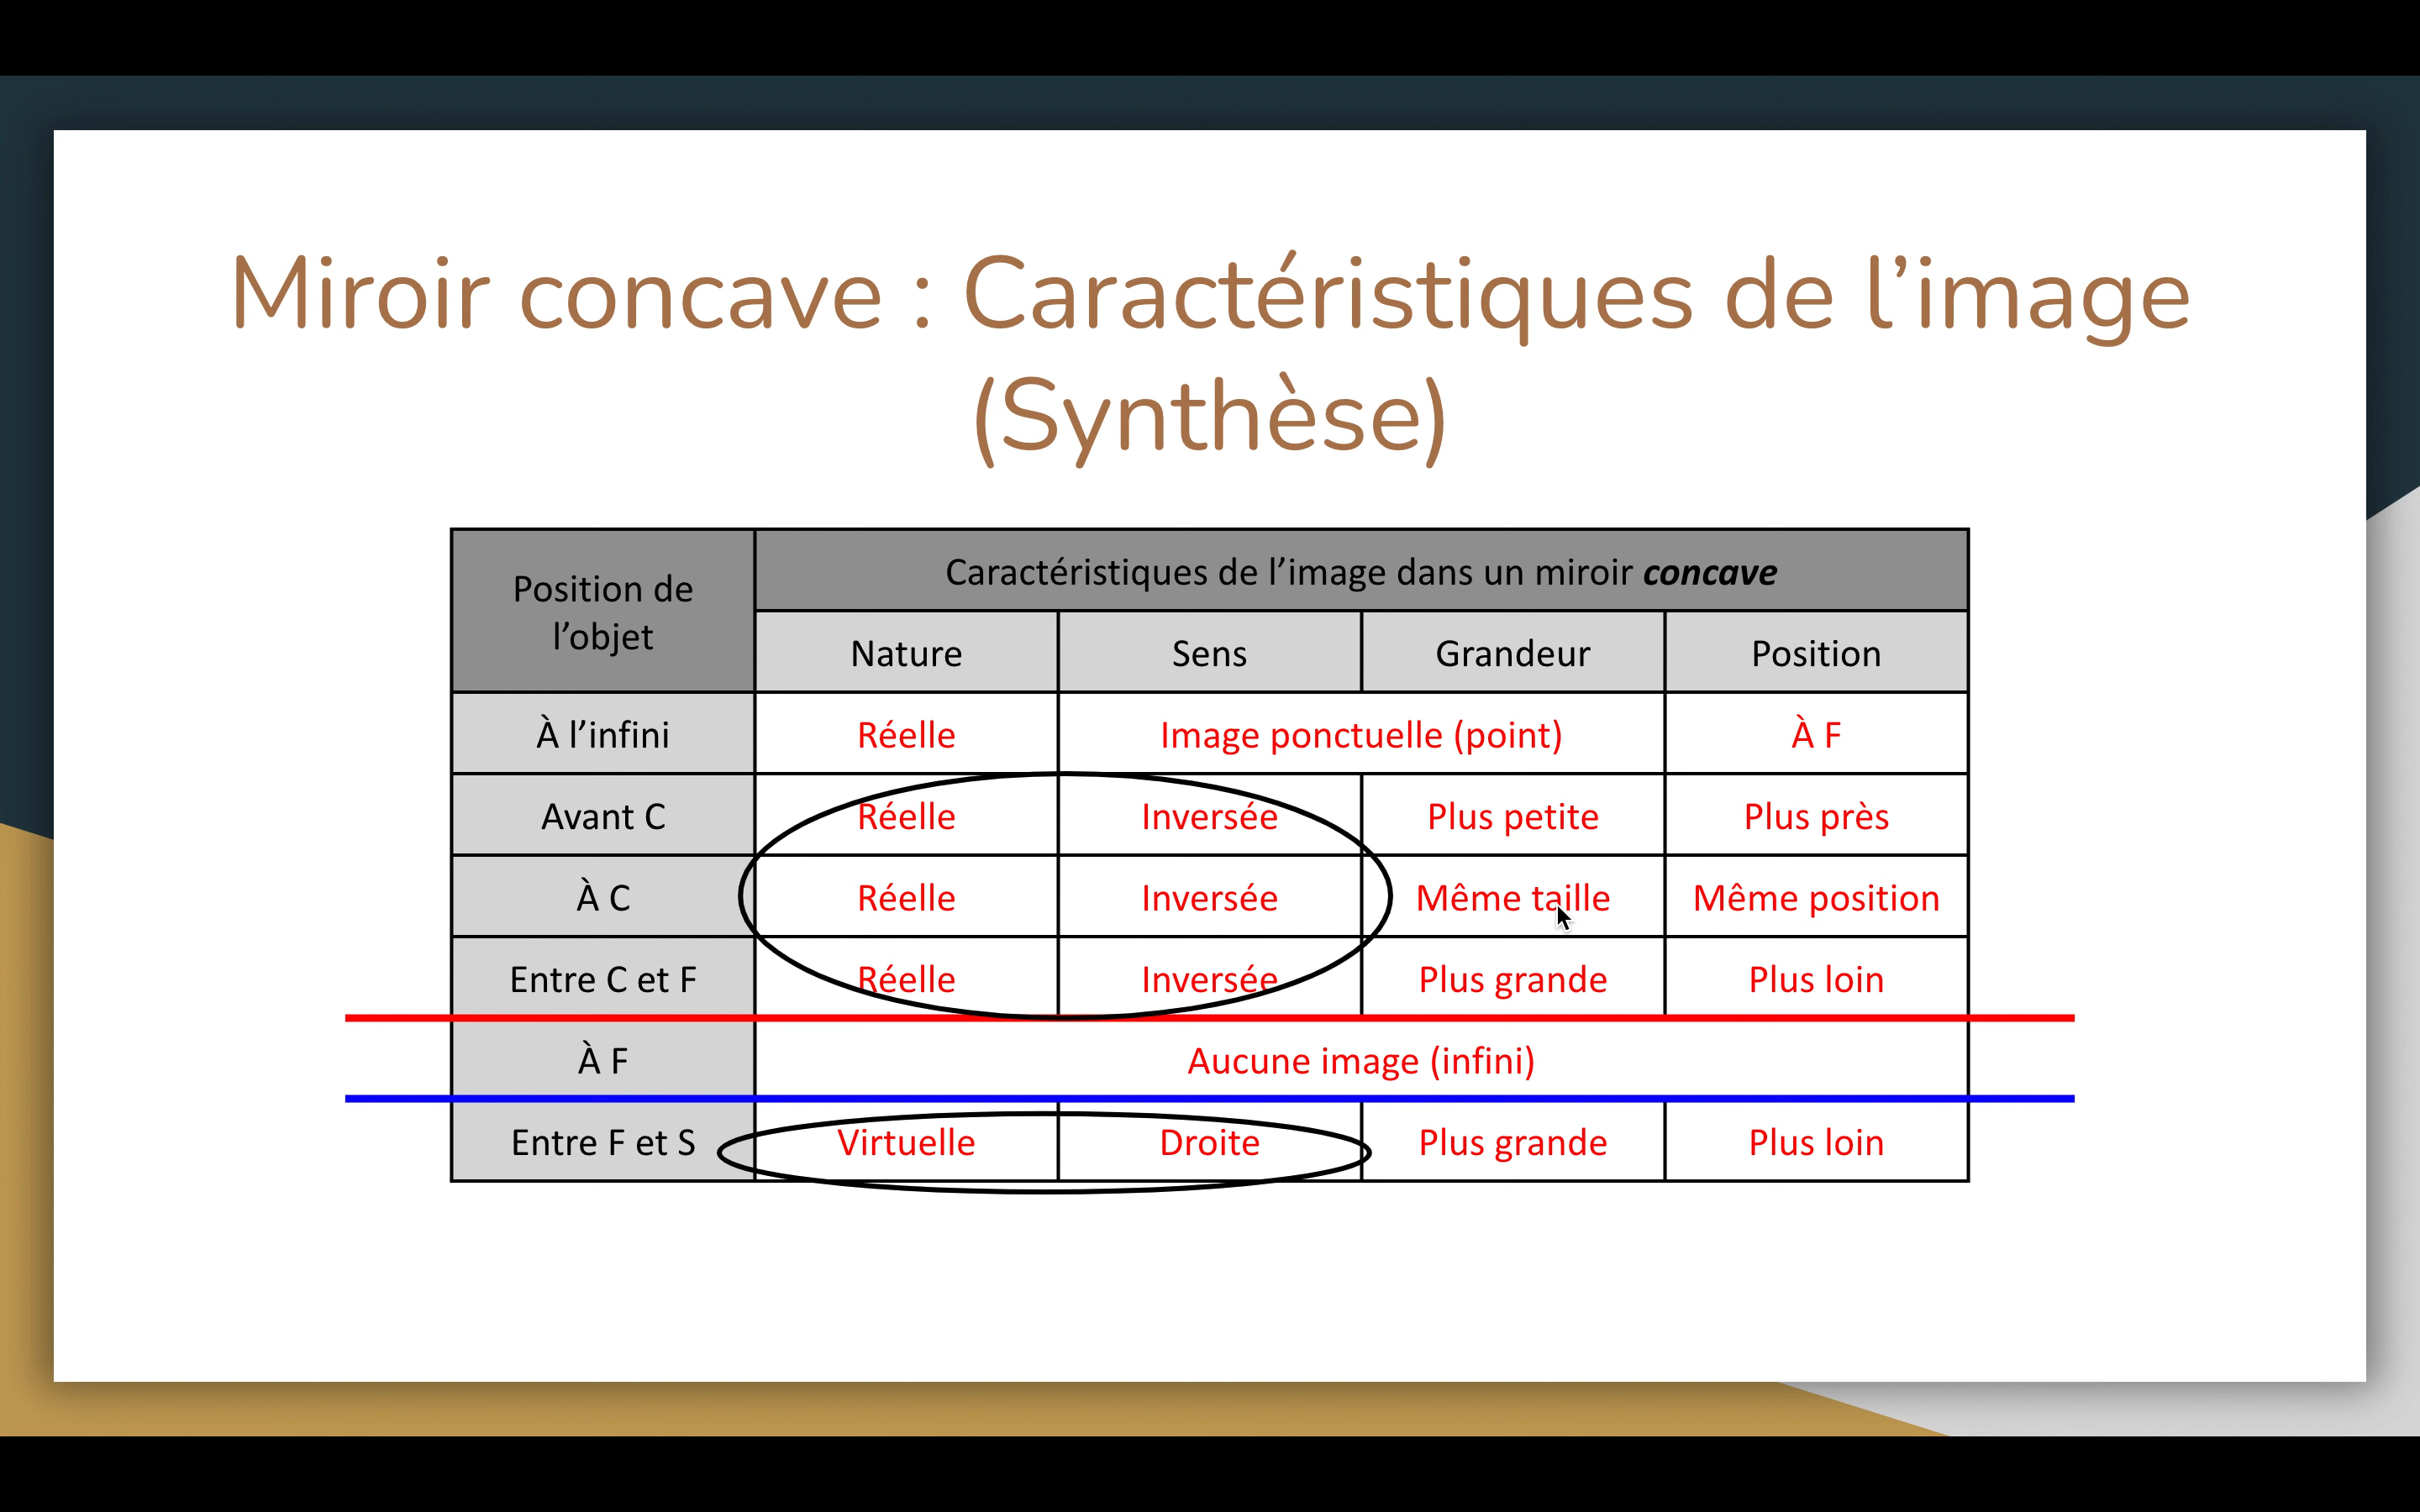 Miroir concave : Caractéristiques de l’image
(Synthèse)
Position de
l’objet
Caractéristiques de l’image dans un miroir concave
Nature Sens Grandeur Position
À l’infini Réelle Image ponctuelle (point) À F
Avant C Réelle Inversée Plus petite Plus près
À C Réelle Inversée Même taille Même position
Entre C et F Réelle Inversée Plus grande Plus loin
À F Aucune image (infini)
Entre F et S Virtuelle Droite Plus grande Plus loin